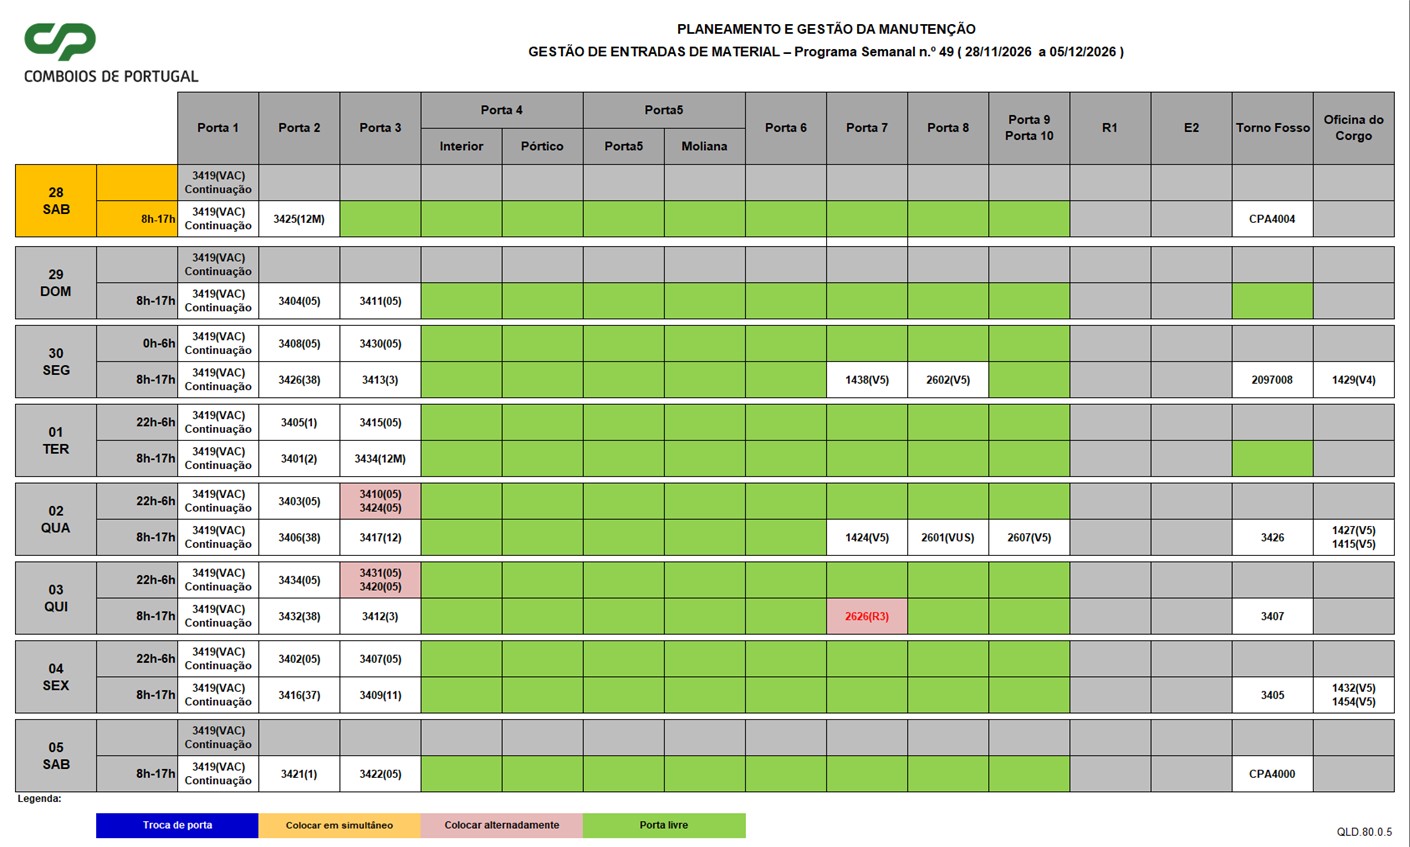 CP
COMBOIOS DE PORTUGAL
PLANEAMENTO E GESTÃO DA MANUTENÇÃO
GESTÃO DE ENTRADAS DE MATERIAL – Programa Semanal n.º 49 ( 28/11/2026 a 05/12/2026 )
Porta 1 Porta 2 Porta 3 Porta 4 Porta5 Porta 6 Porta 7 Porta 8 Porta 9 R1 E2 Torno Fosso Oficina do
Porta 10 Corgo
Interior Pórtico Porta5 Moliana
28
SAB
3419(VAC)
Continuação
8h-17h 3419(VAC) 3425(12M) CPA4004
Continuação
29
DOM
3419(VAC)
Continuação
8h-17h 3419(VAC) 3404(05) 3411(05)
Continuação
30
SEG
0h-6h 3419(VAC) 3408(05) 3430(05)
Continuação
8h-17h 3419(VAC) 3426(38) 3413(3) 1438(V5) 2602(V5) 2097008 1429(V4)
Continuação
01
TER
22h-6h 3419(VAC) 3405(1) 3415(05)
Continuação
8h-17h 3419(VAC) 3401(2) 3434(12M)
Continuação
02
QUA
22h-6h 3419(VAC) 3403(05) 3410(05)
Continuação 3424(05)
8h-17h 3419(VAC) 3406(38) 3417(12) 1424(V5) 2601(VUS) 2607(V5) 3426 1427(V5)
Continuação 1415(V5)
03
QUI
22h-6h 3419(VAC) 3434(05) 3431(05)
Continuação 3420(05)
8h-17h 3419(VAC) 3432(38) 3412(3) 2626(R3) 3407
Continuação
04
SEX
22h-6h 3419(VAC) 3402(05) 3407(05)
Continuação
8h-17h 3419(VAC) 3416(37) 3409(11) 3405 1432(V5)
Continuação 1454(V5)
05
SAB
3419(VAC)
Continuação
8h-17h 3419(VAC) 3421(1) 3422(05) CPA4000
Continuação
Legenda:
Troca de porta Colocar em simultâneo Colocar alternadamente Porta livre
QLD.80.0.5